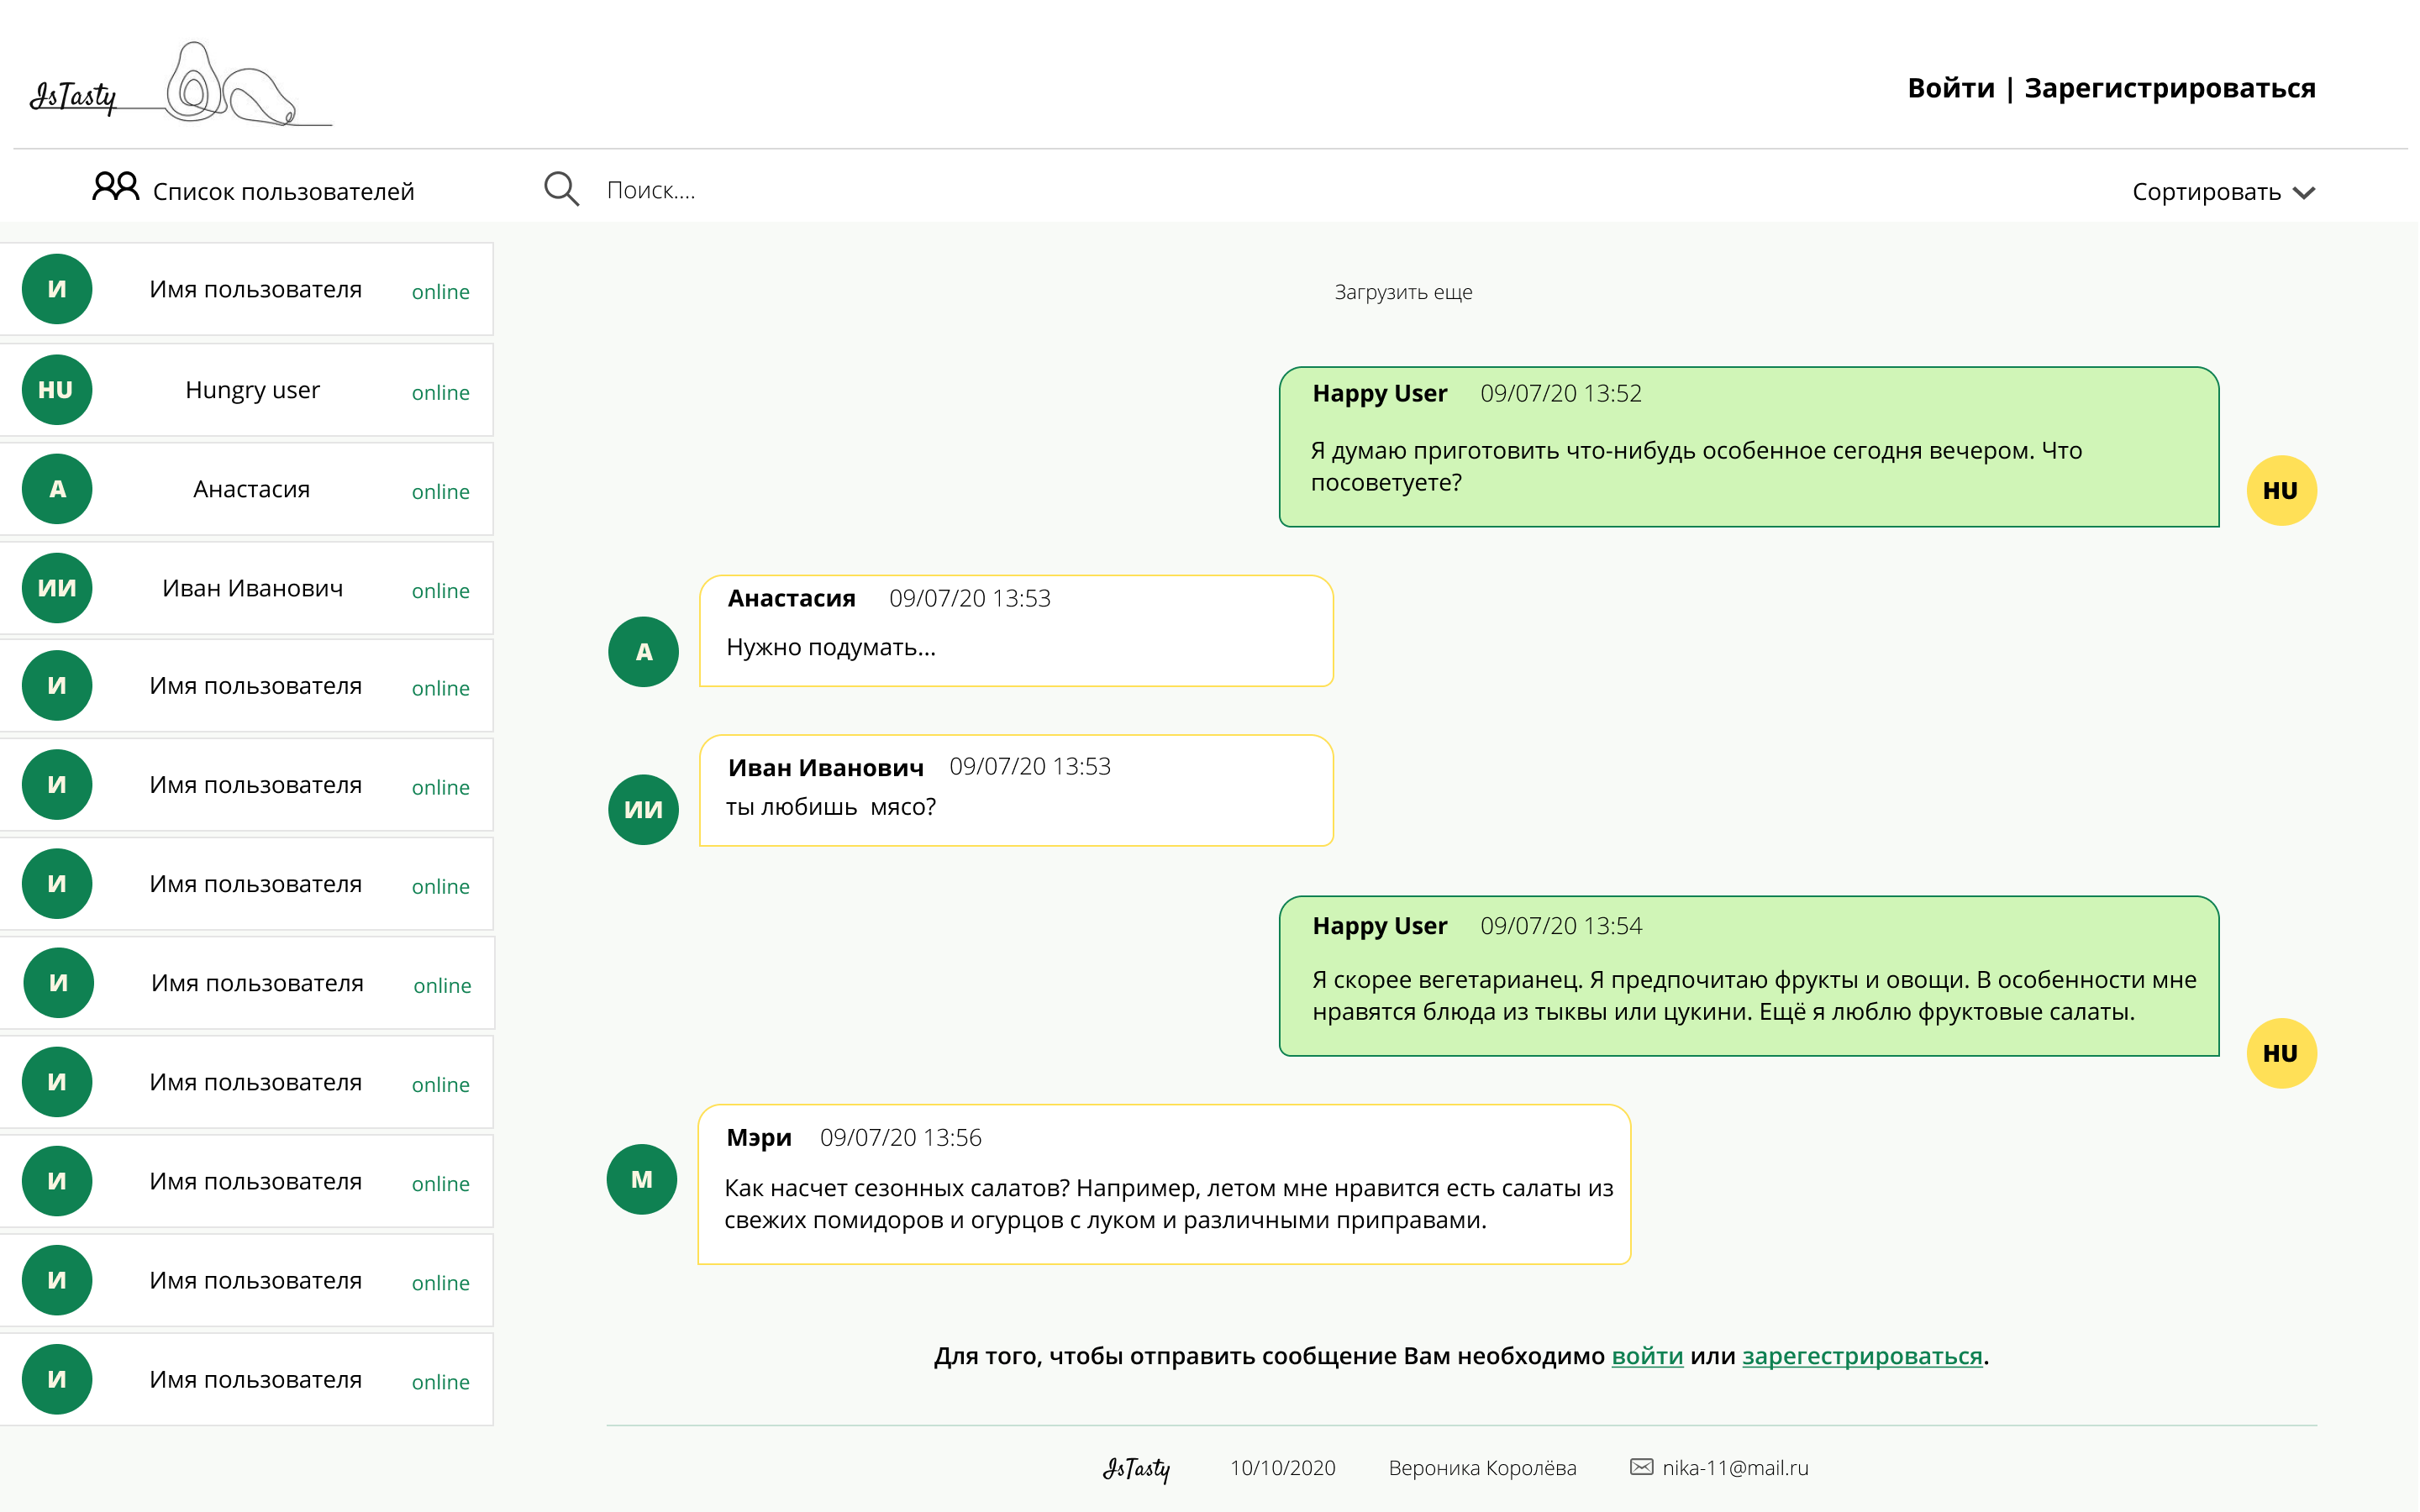 IsTasty
Войти | Зарегистрироваться
Список пользователей
Поиск....
Сортировать
И Имя пользователя online
HU Hungry user online
А Анастасия online
ИИ Иван Иванович online
И Имя пользователя online
И Имя пользователя online
И Имя пользователя online
И Имя пользователя online
И Имя пользователя online
И Имя пользователя online
И Имя пользователя online
И Имя пользователя online
Загрузить еще
Happy User 09/07/20 13:52
Я думаю приготовить что-нибудь особенное сегодня вечером. Что
посоветуете?
HU
Анастасия 09/07/20 13:53
Нужно подумать...
А
Иван Иванович 09/07/20 13:53
ты любишь  мясо?
ИИ
Happy User 09/07/20 13:54
Я скорее вегетарианец. Я предпочитаю фрукты и овощи. В особенности мне
нравятся блюда из тыквы или цукини. Ещё я люблю фруктовые салаты.
HU
Мэри 09/07/20 13:56
Как насчет сезонных салатов? Например, летом мне нравится есть салаты из
свежих помидоров и огурцов с луком и различными приправами.
М
Для того, чтобы отправить сообщение Вам необходимо войти или зарегестрироваться.
IsTasty 10/10/2020 Вероника Королёва nika-11@mail.ru